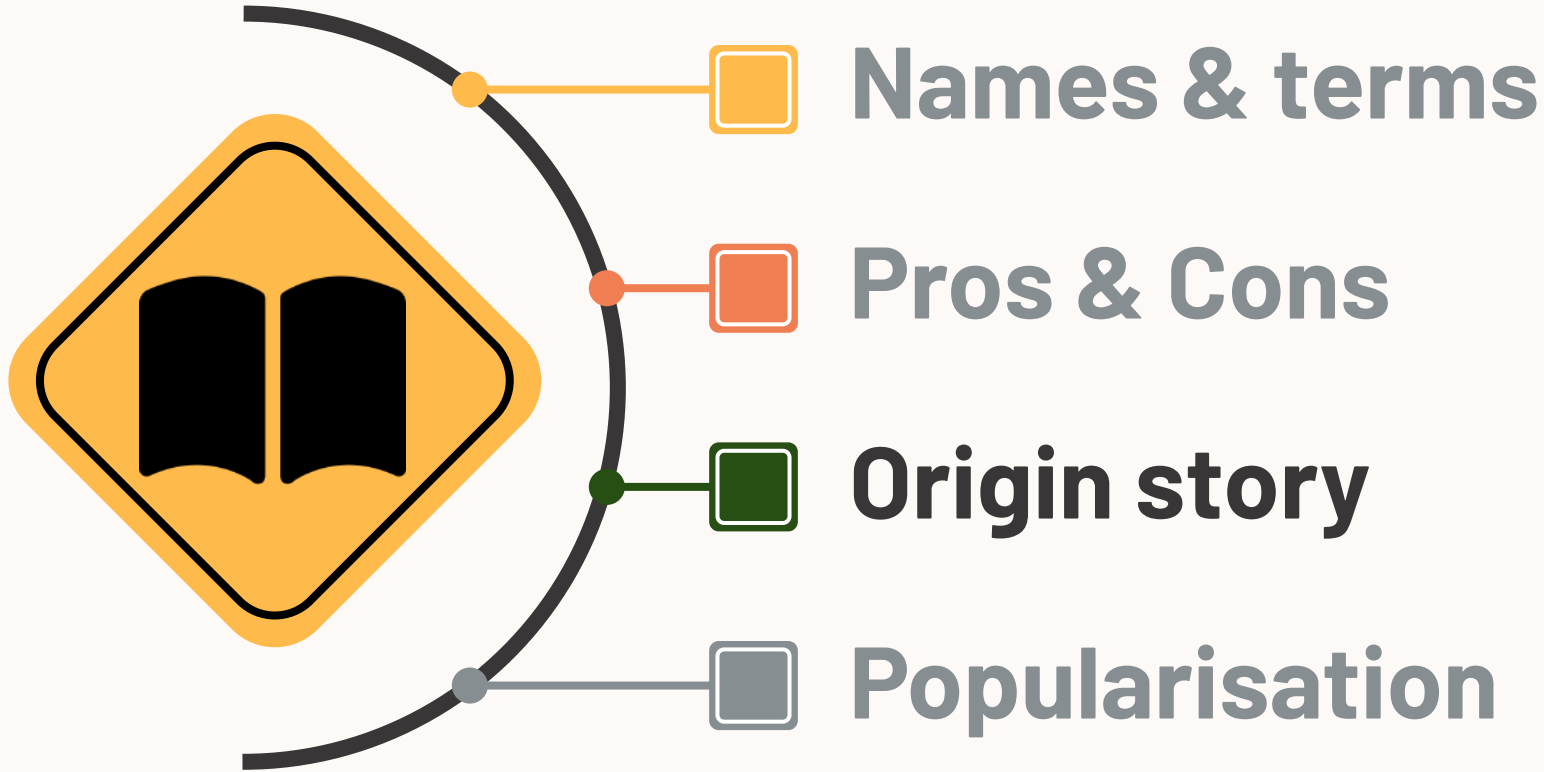 Names & terms
Pros & Cons
Origin story
Popularisation